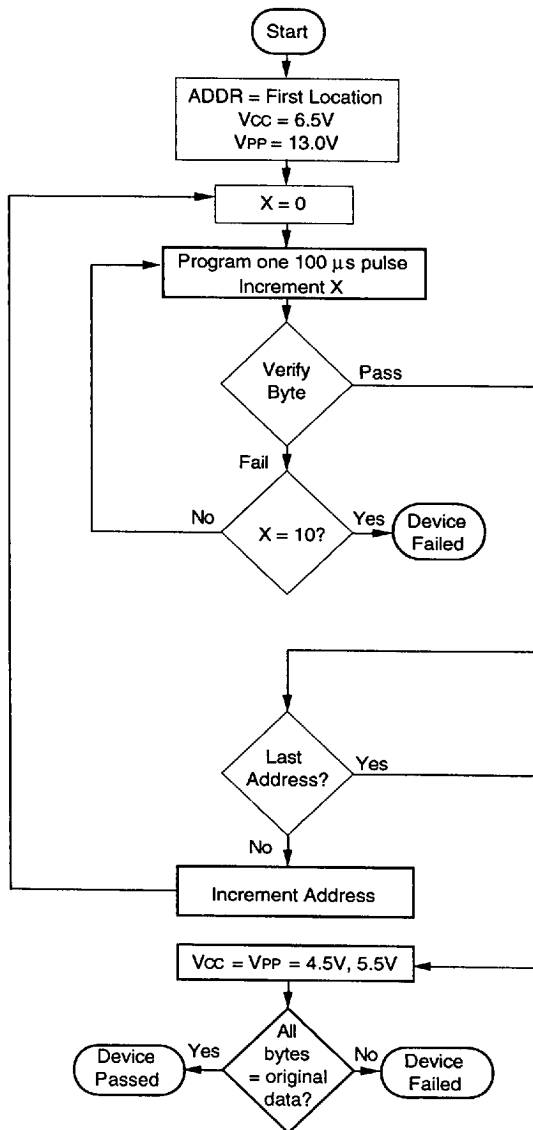 Start
ADDR = First Location
VCC = 6.5V
VPP = 13.0V
X = 0
Program one 100 µs pulse
Increment X
Verify
Byte
Pass
Fail
No
X = 10?
Yes
Device
Failed
Last
Address?
Yes
No
Increment Address
VCC = VPP = 4.5V, 5.5V
Device
Passed
Yes
All
bytes
= original
data?
No
Device
Failed